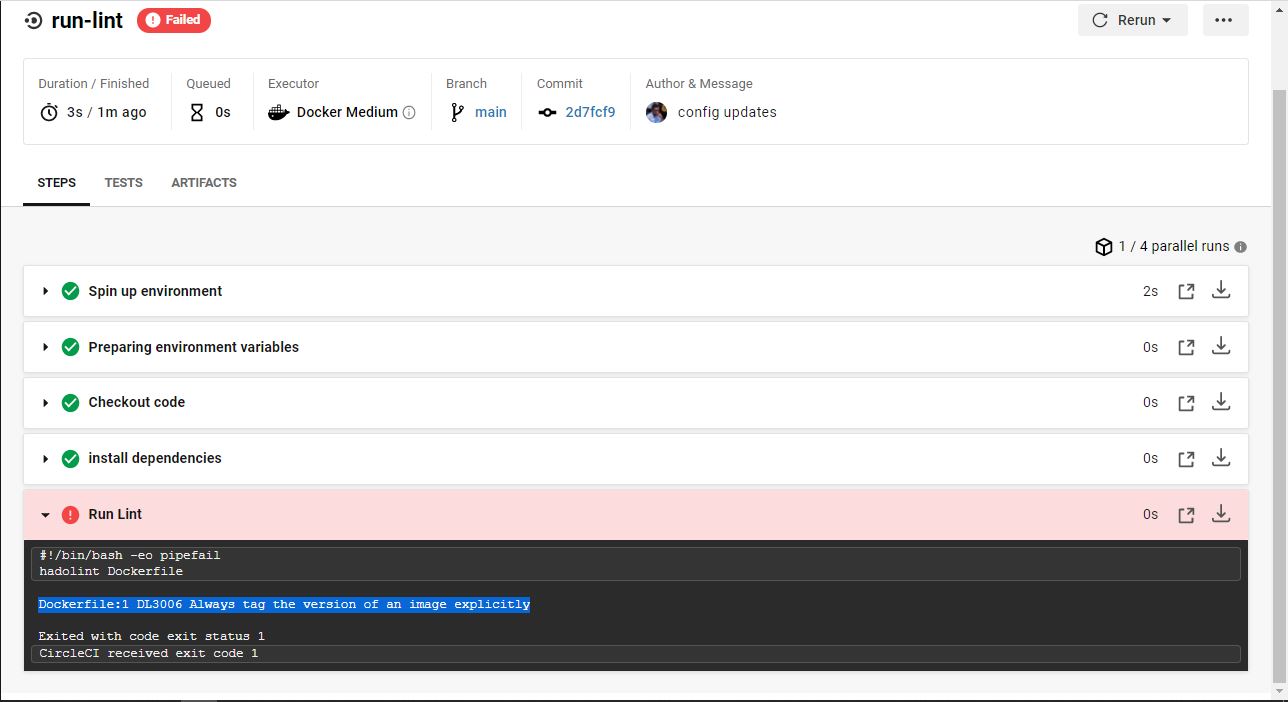 run-lint
Failed
Rerun
Duration / Finished
3s / 1m ago
Queued
0s
Executor
Docker Medium
Branch
main
Commit
2d7fcf9
Author & Message
config updates
STEPS
TESTS
ARTIFACTS
1 / 4 parallel runs
Spin up environment
2s
Preparing environment variables
0s
Checkout code
0s
install dependencies
0s
Run Lint
0s
#!/bin/bash -eo pipefail
hadolint Dockerfile
Dockerfile:1 DL3006 Always tag the version of an image explicitly
Exited with code exit status 1
CircleCI received exit code 1